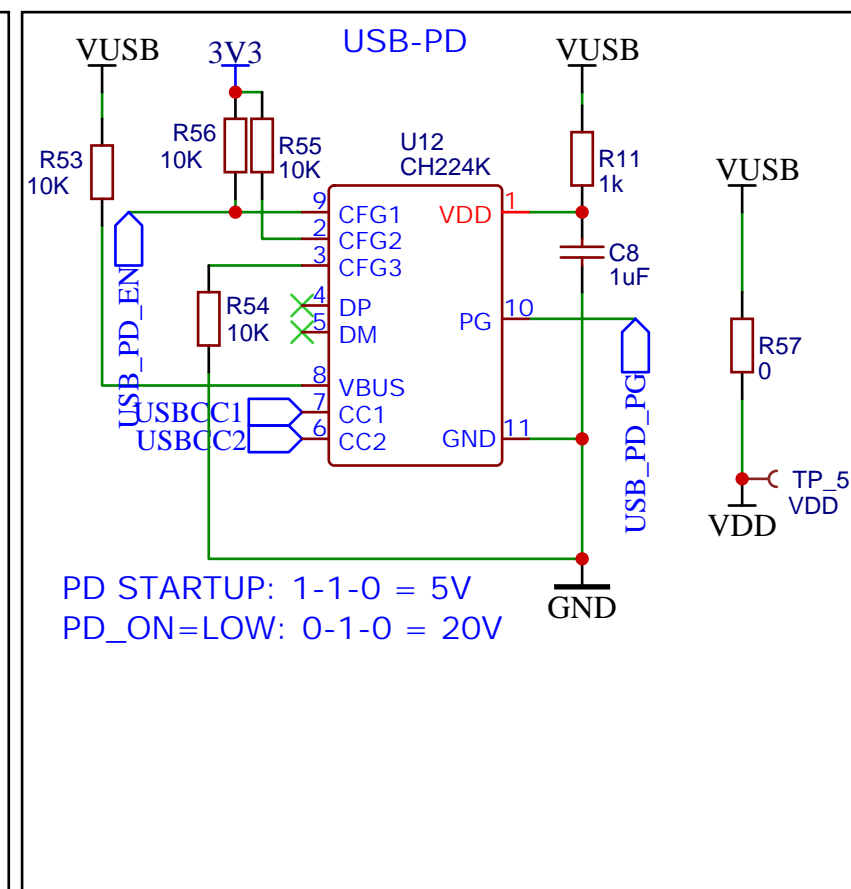 USB-PD
VUSB
3V3
VUSB
R53
10K
R56
10K
R55
10K
U12
CH224K
R11
1k
VUSB
9
CFG1
VDD
1
2
CFG2
3
CFG3
C8
1uF
USB_PD_EN
R54
10K
4
DP
5
DM
PG
10
R57
0
8
VBUS
USBCC1
7
CC1
USBCC2
6
CC2
GND
11
USB_PD_PG
TP_5
VDD
VDD
PD STARTUP: 1-1-0 = 5V
PD_ON=LOW: 0-1-0 = 20V
GND